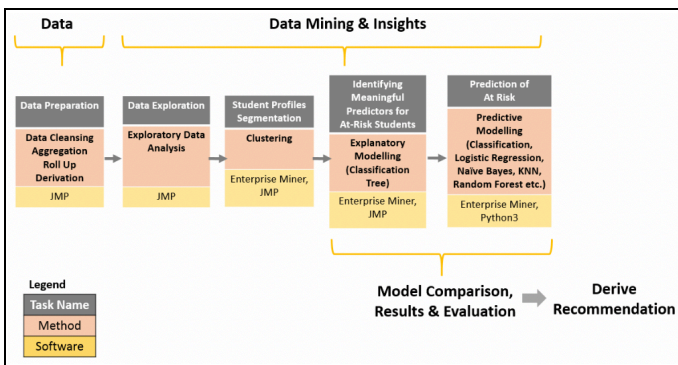 Data
Data Mining & Insights
Data Preparation
Data Cleansing
Aggregation
Roll Up
Derivation
JMP
Data Exploration
Exploratory Data
Analysis
JMP
Student Profiles
Segmentation
Clustering
Enterprise Miner,
JMP
Identifying
Meaningful
Predictors for
At-Risk Students
Explanatory
Modelling
(Classification
Tree)
Enterprise Miner,
JMP
Prediction of
At Risk
Predictive
Modelling
(Classification,
Logistic Regression,
Naïve Bayes, KNN,
Random Forest etc.)
Enterprise Miner,
Python3
Model Comparison,
Results & Evaluation
Derive
Recommendation
Legend
Task Name
Method
Software